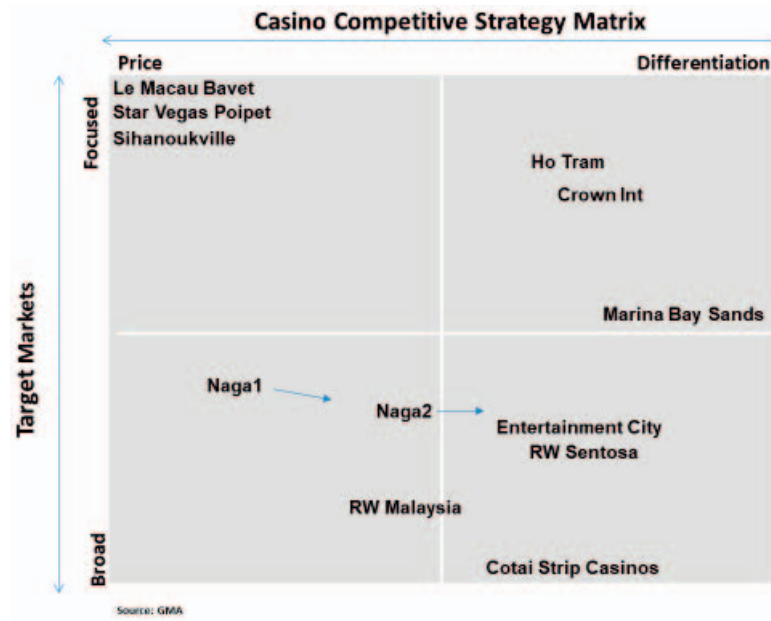 Casino Competitive Strategy Matrix
Price
Differentiation
Le Macau Bavet
Star Vegas Poipet
Sihanoukville
Focused
Ho Tram
Crown Int
Marina Bay Sands
Target Markets
Naga1
Naga2
Entertainment City
RW Sentosa
RW Malaysia
Broad
Cotai Strip Casinos
Source: GMA